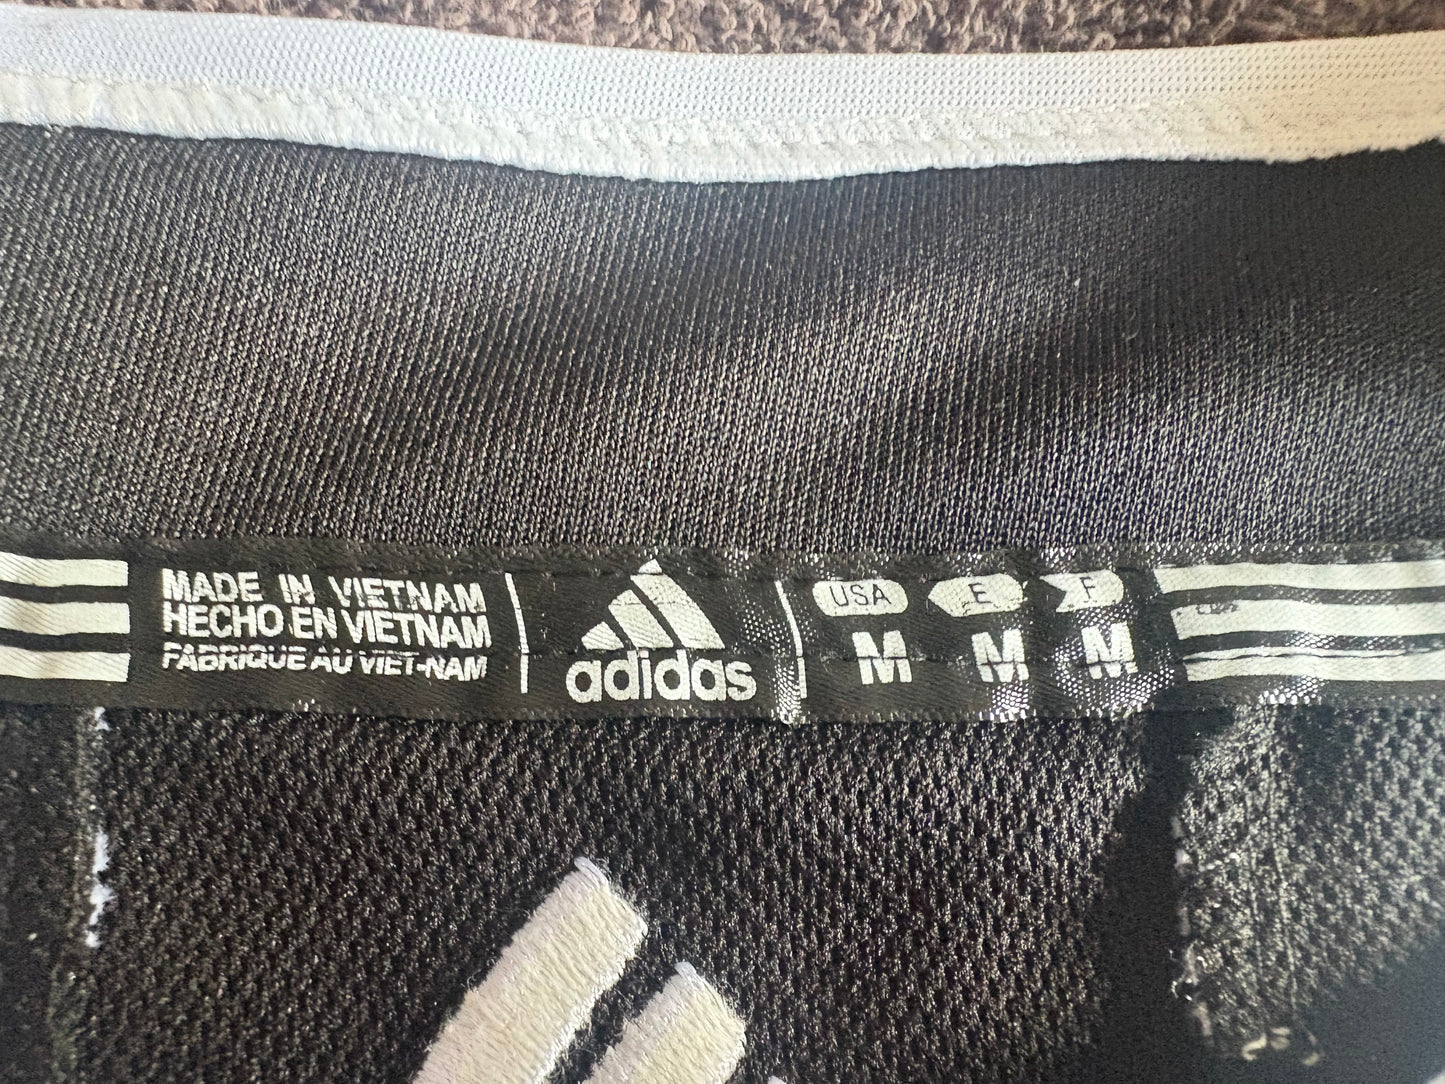 MADE IN VIETNAM
HECHO EN VIETNAM
FABRIQUE AU VIET-NAM
adidas
USA E F
M M M